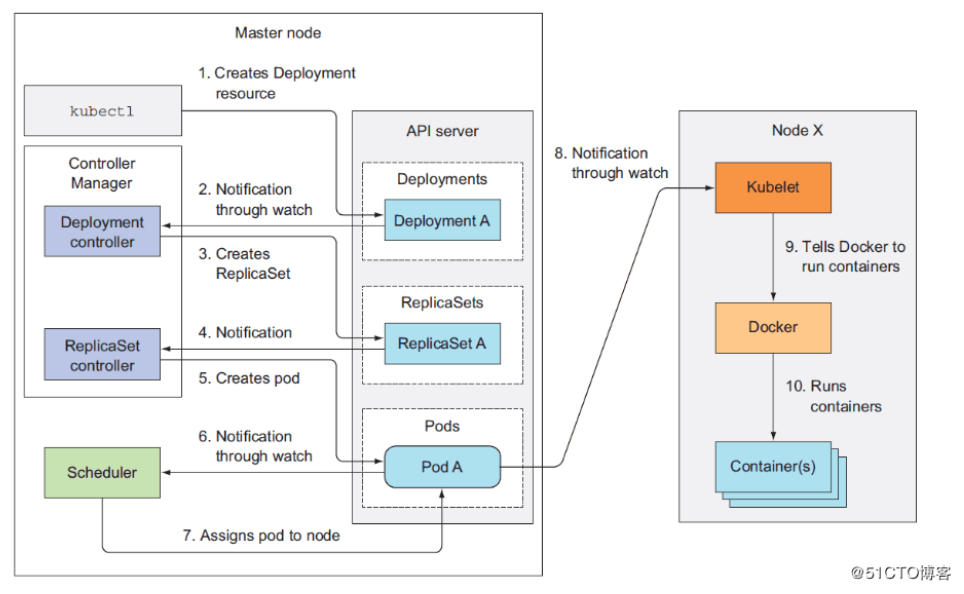 Master node
1. Creates Deployment
resource
kubectl
API server
Controller
Manager
Deployments
2. Notification
through watch
Deployment
controller
Deployment A
3. Creates
ReplicaSet
ReplicaSets
4. Notification
ReplicaSet
controller
ReplicaSet A
5. Creates pod
Pods
6. Notification
through watch
Scheduler
Pod A
7. Assigns pod to node
8. Notification
through watch
Node X
Kubelet
9. Tells Docker to
run containers
Docker
10. Runs
containers
Container(s)
@51CTO博客